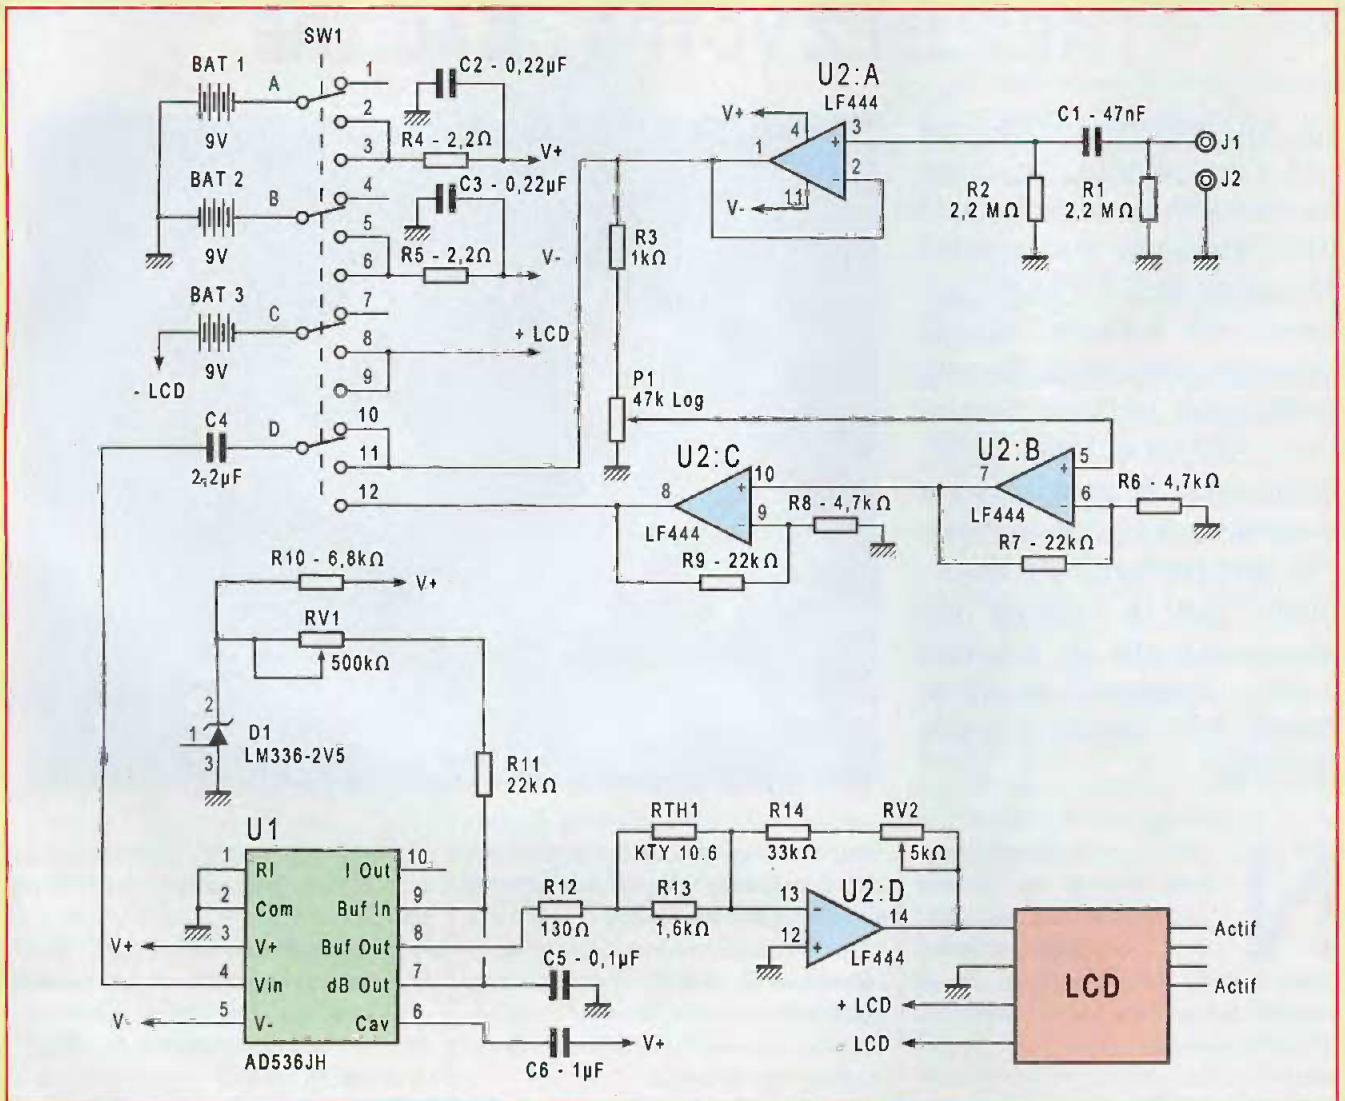 SW1
BAT 1
A
9V
1
2
3
C2 - 0,22µF
R4 - 2,2Ω
V+
BAT 2
B
9V
4
5
6
C3 - 0,22µF
R5 - 2,2Ω
V-
BAT 3
C
9V
- LCD
7
8
9
+ LCD
C4
2,2µF
D
10
11
12
U2:A
LF444
V+
4
3
1
+
-
2
11
V-
C1 - 47nF
J1
J2
R2
2,2 MΩ
R1
2,2 MΩ
R3
1kΩ
P1
47k Log
U2:C
8
10
+
9
-
LF444
R8 - 4,7kΩ
R9 - 22kΩ
U2:B
7
5
+
6
-
LF444
R6 - 4,7kΩ
R7 - 22kΩ
R10 - 6,8kΩ
V+
RV1
500kΩ
2
1
3
D1
LM336-2V5
R11
22kΩ
U1
1
RI
I Out
10
2
Com
Buf In
9
V+
3
V+
Buf Out
8
4
Vin
dB Out
7
V-
5
V-
Cav
6
AD536JH
RTH1
KTY 10.6
R14
33kΩ
RV2
5kΩ
R12
130Ω
R13
1,6kΩ
U2:D
13
-
12
+
14
LF444
C5 - 0,1µF
C6 - 1µF
V+
LCD
Actif
Actif
+ LCD
- LCD